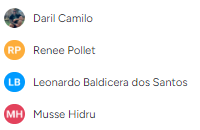 Daril Camilo
RP Renee Pollet
LB Leonardo Baldicera dos Santos
MH Musse Hidru